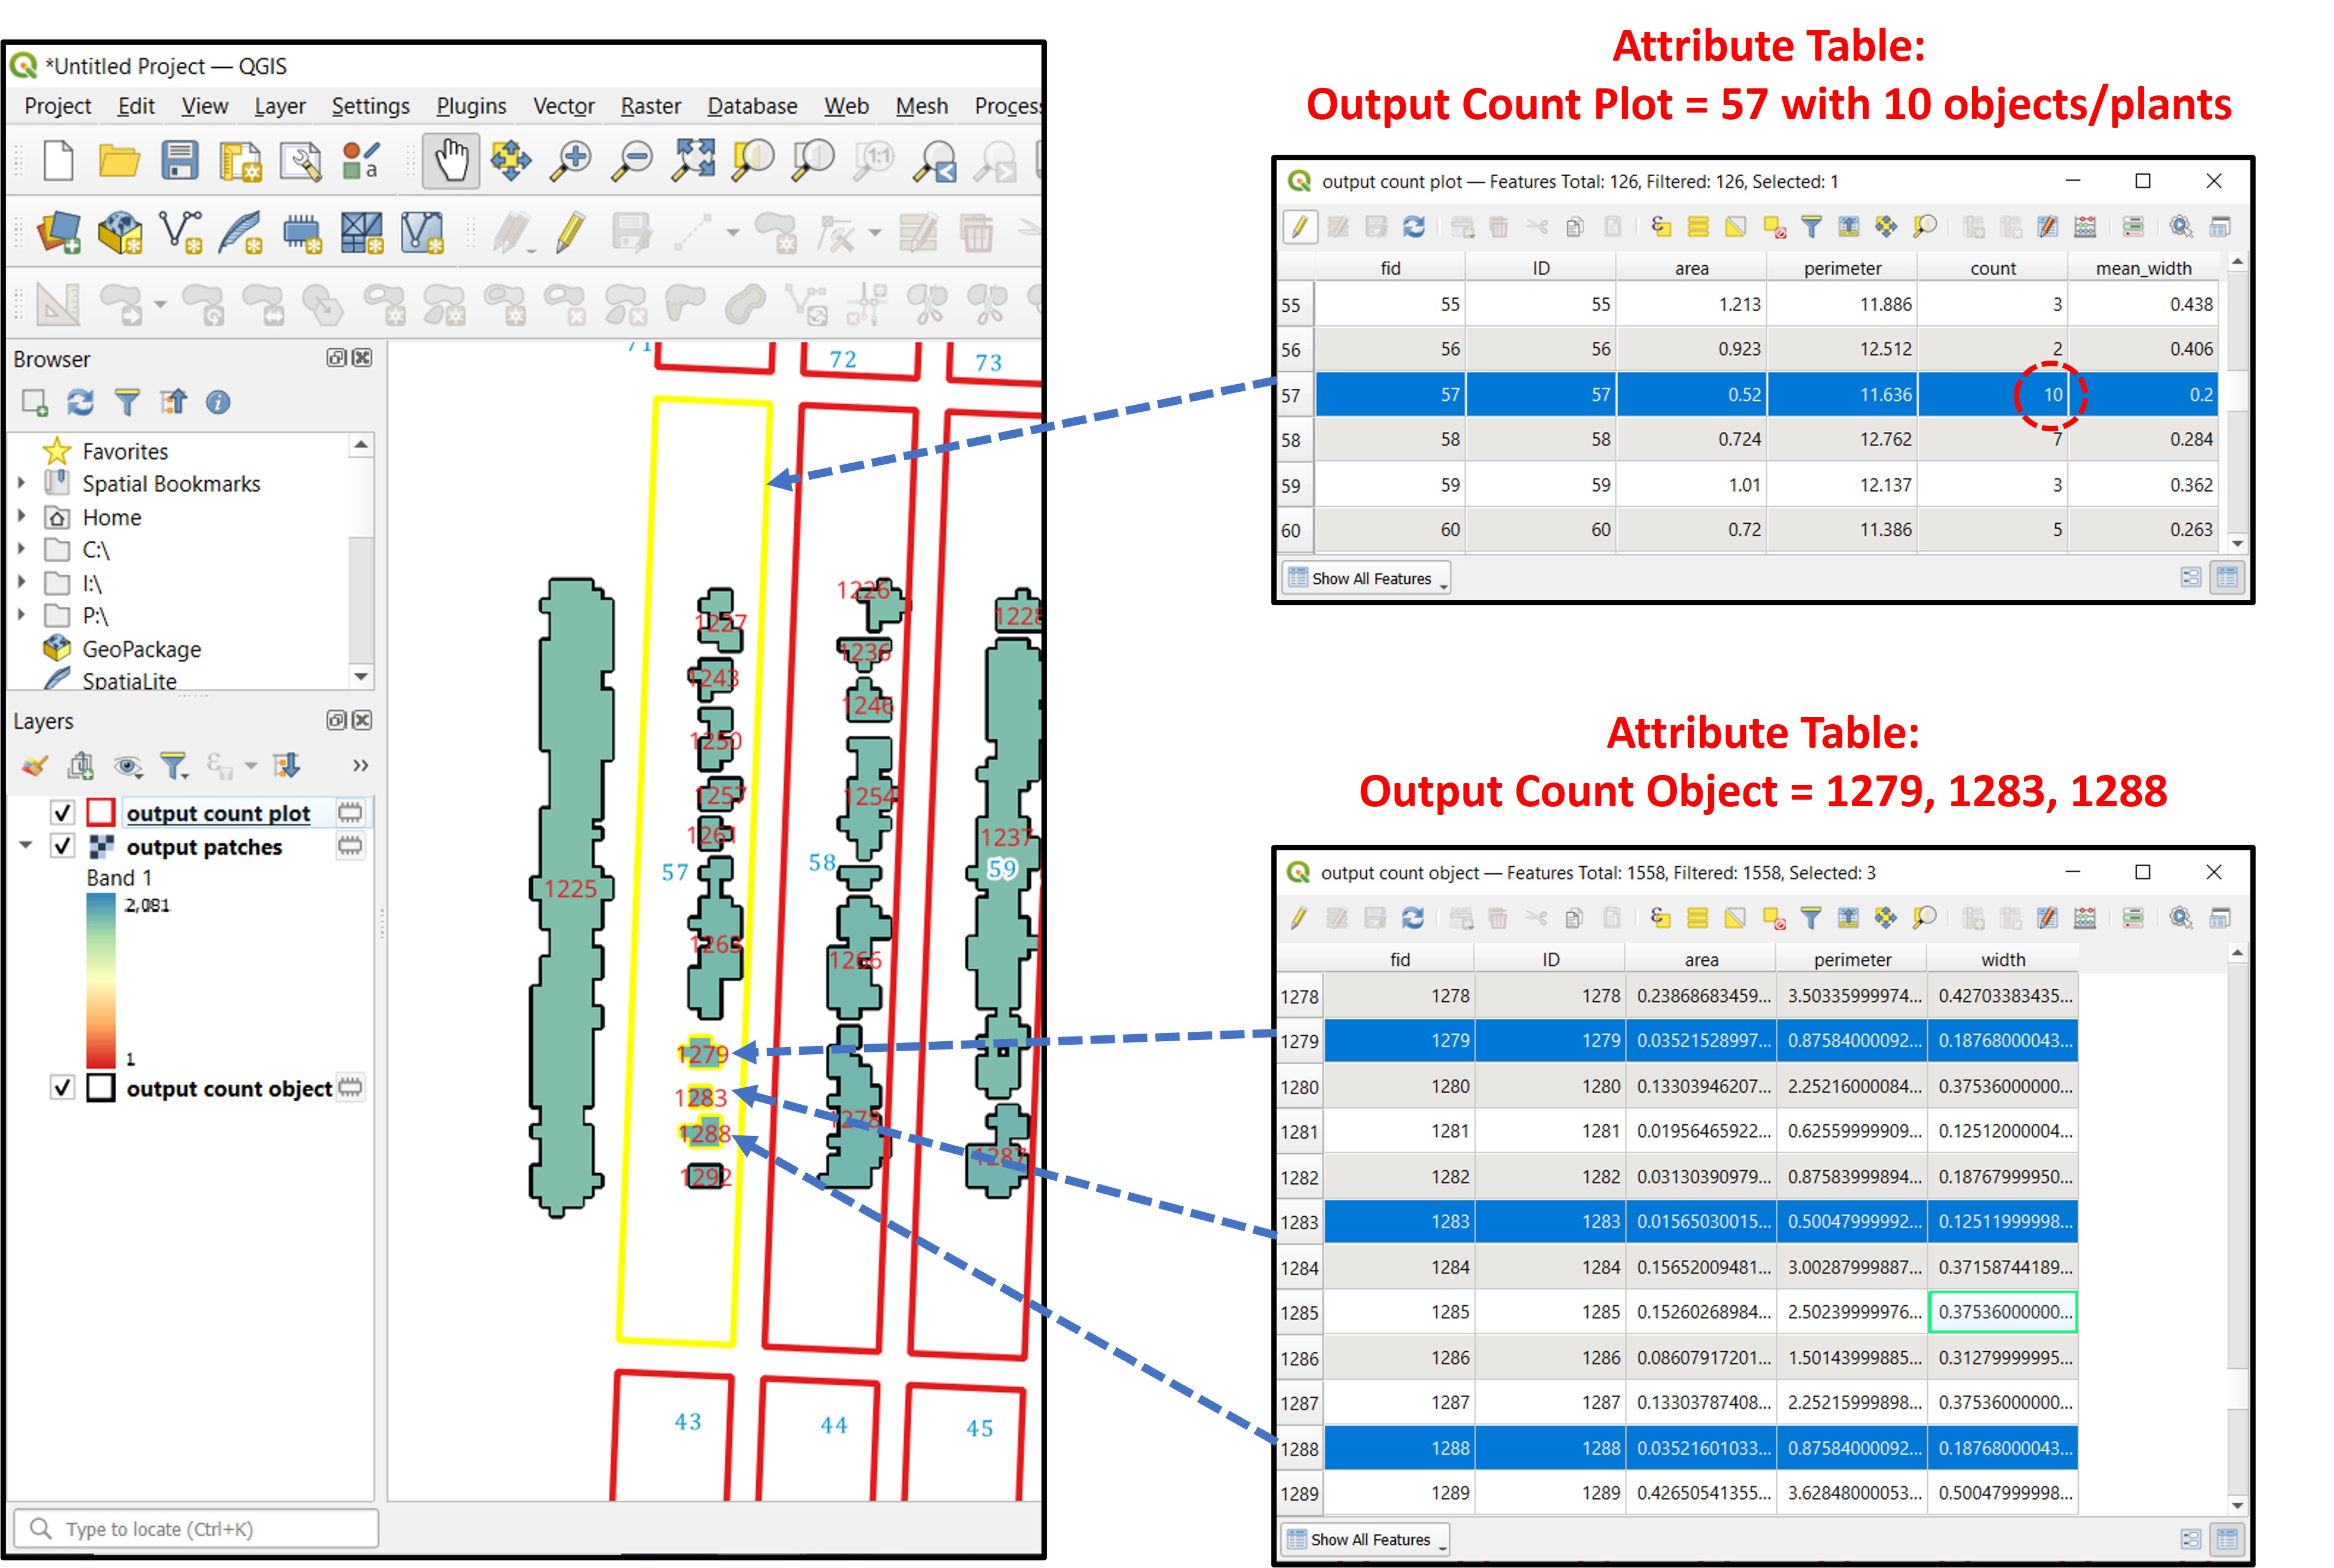 *Untitled Project — QGIS
Project Edit View Layer Settings Plugins Vector Raster Database Web Mesh
a
1:1
Browser
Favorites
Spatial Bookmarks
Home
C:\
I:\
P:\
GeoPackage
SpatiaLite
Layers
output count plot
output patches
Band 1
2,081
1
output count object
Type to locate (Ctrl+K)
71 72 73
1226
1227
1228
1236
1243
1246
1250
1254
1257
1261
1237
57
58
59
1225
1263
1266
1279
1283
1278
1288
1287
1292
43 44 45
Attribute Table:
Output Count Plot = 57 with 10 objects/plants
output count plot — Features Total: 126, Filtered: 126, Selected: 1
fid ID area perimeter count mean_width
55 55 55 1.213 11.886 3 0.438
56 56 56 0.923 12.512 2 0.406
57 57 57 0.52 11.636 10 0.2
58 58 58 0.724 12.762 7 0.284
59 59 59 1.01 12.137 3 0.362
60 60 60 0.72 11.386 5 0.263
Show All Features
Attribute Table:
Output Count Object = 1279, 1283, 1288
output count object — Features Total: 1558, Filtered: 1558, Selected: 3
fid ID area perimeter width
1278 1278 1278 0.23868683459... 3.50335999974... 0.42703383435...
1279 1279 1279 0.03521528997... 0.87584000092... 0.18768000043...
1280 1280 1280 0.13303946207... 2.25216000084... 0.37536000000...
1281 1281 1281 0.01956465922... 0.62559999909... 0.12512000004...
1282 1282 1282 0.03130390979... 0.87583999894... 0.18767999950...
1283 1283 1283 0.01565030015... 0.50047999992... 0.12511999998...
1284 1284 1284 0.15652009481... 3.00287999887... 0.37158744189...
1285 1285 1285 0.15260268984... 2.50239999976... 0.37536000000...
1286 1286 1286 0.08607917201... 1.50143999885... 0.31279999995...
1287 1287 1287 0.13303787408... 2.25215999898... 0.37536000000...
1288 1288 1288 0.03521601033... 0.87584000092... 0.18768000043...
1289 1289 1289 0.42650541355... 3.62848000053... 0.50047999998...
Show All Features